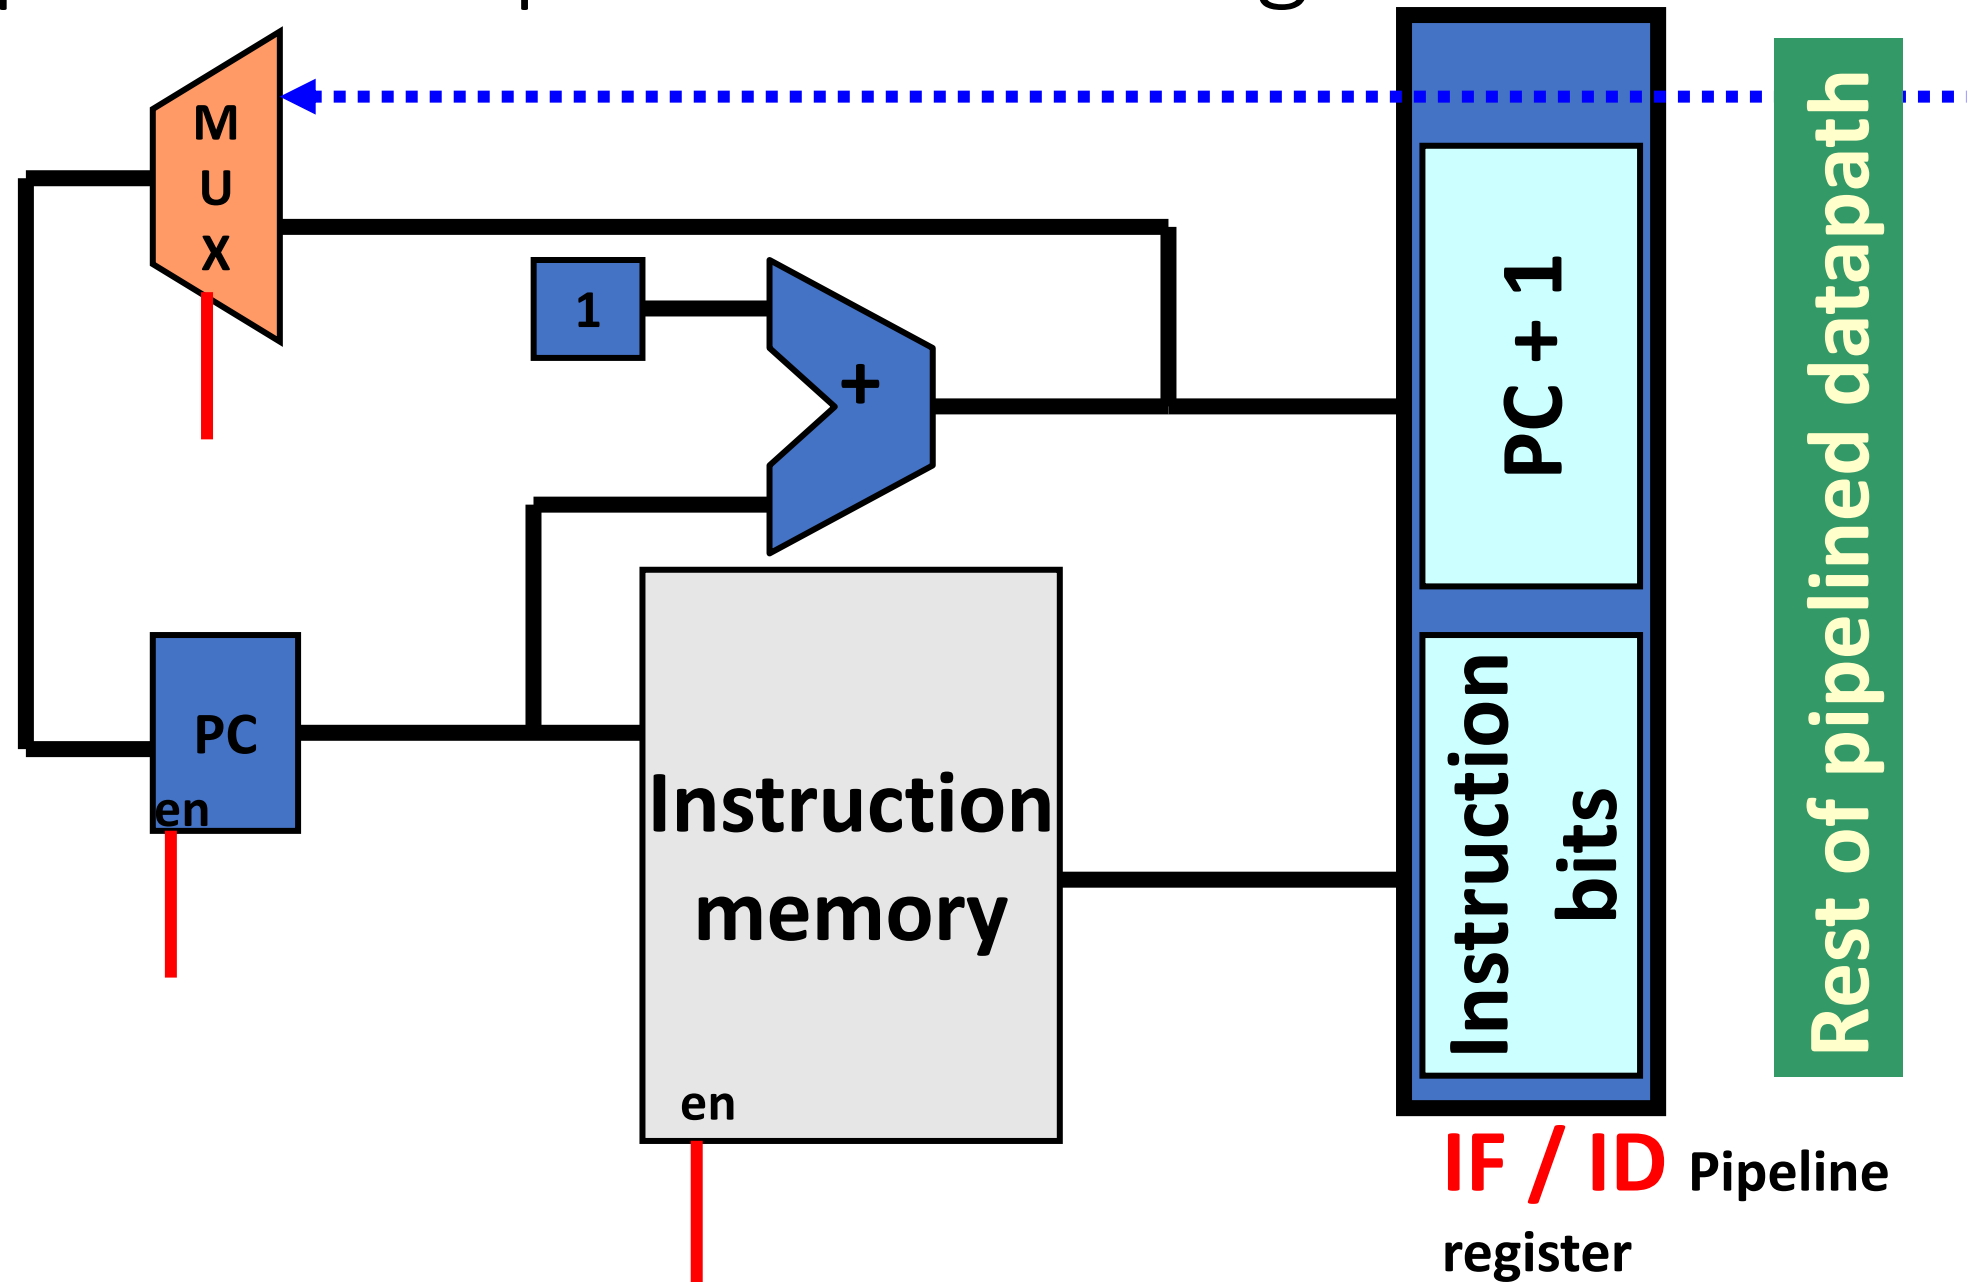 M
U
X
1
+
PC
en
Instruction
memory
en
PC + 1
Instruction
bits
Rest of pipelined datapath
IF / ID Pipeline
register